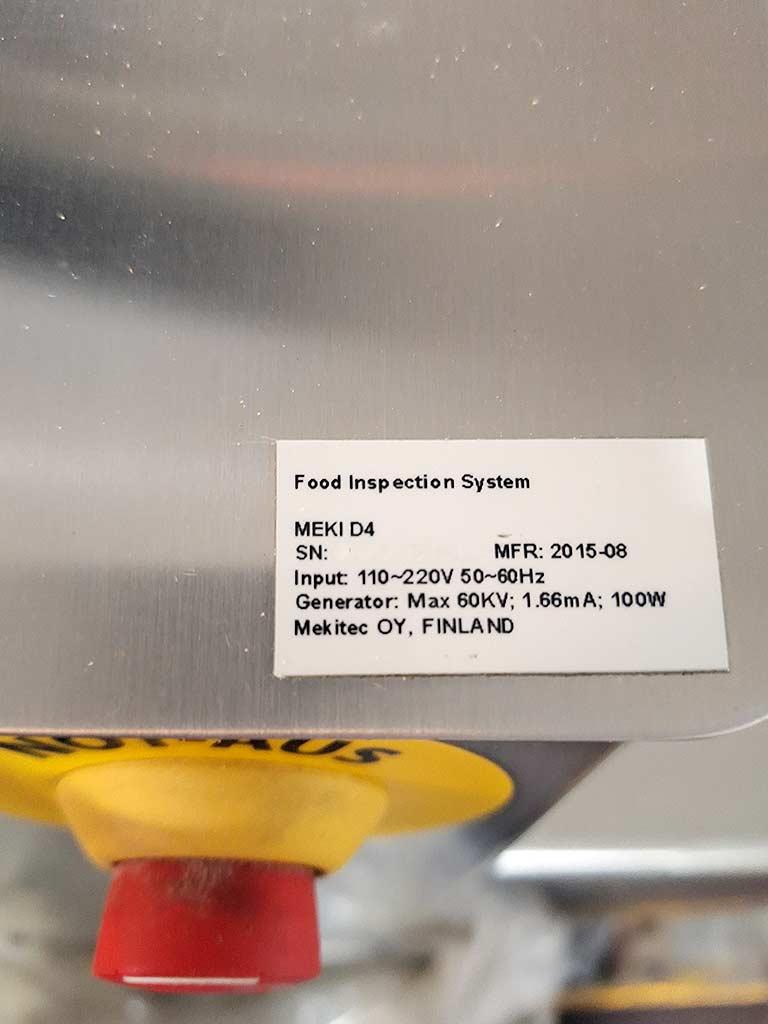 Food Inspection System
MEKI D4
SN: MFR: 2015-08
Input: 110~220V 50~60Hz
Generator: Max 60KV; 1.66mA; 100W
Mekitec OY, FINLAND
NOT-AUS